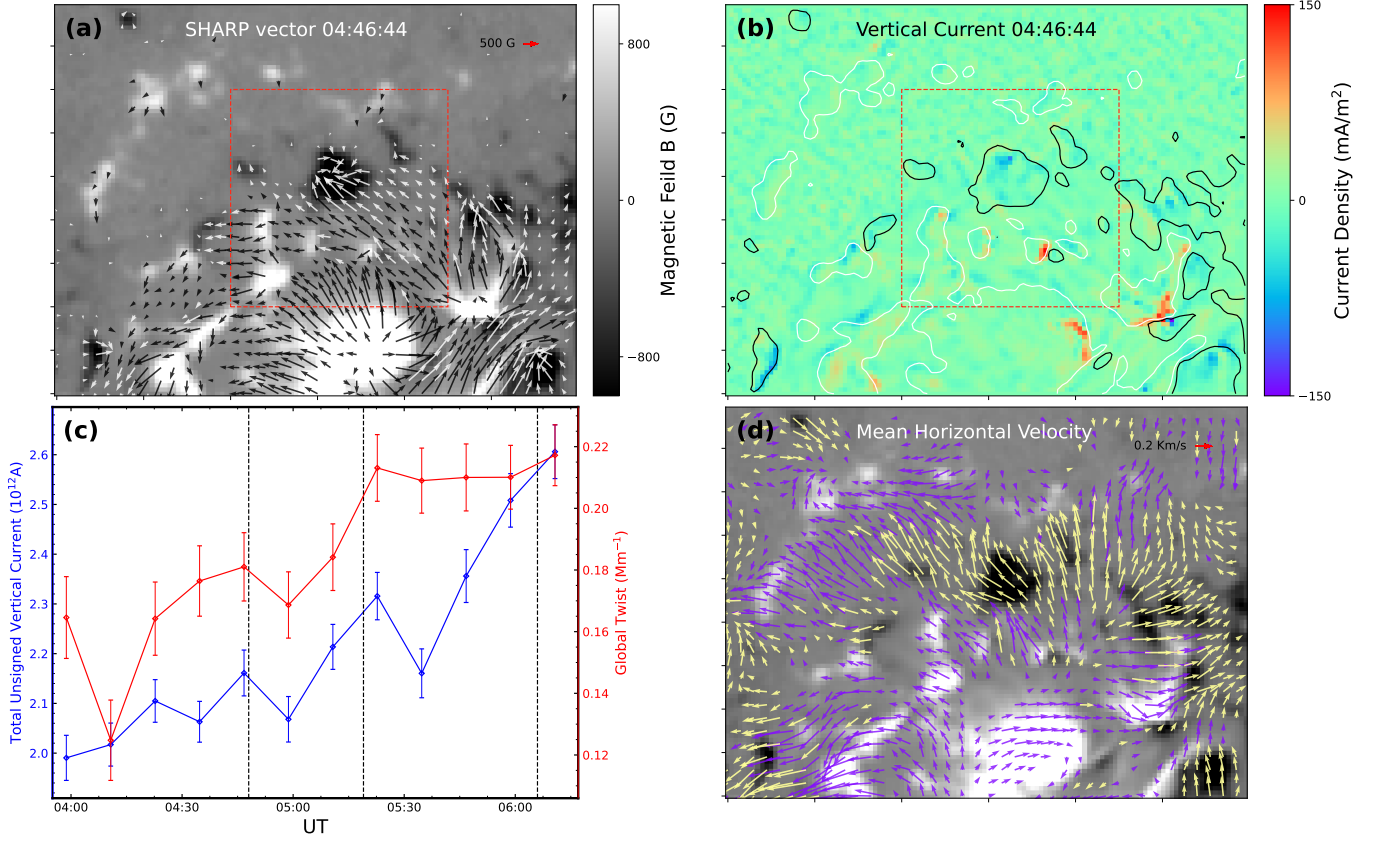 (a)
SHARP vector 04:46:44
500 G
800
0
−800
Magnetic Feild B (G)
(b)
Vertical Current 04:46:44
150
0
−150
Current Density (mA/m²)
(c)
2.6
2.5
2.4
2.3
2.2
2.1
2.0
Total Unsigned Vertical Current (10¹²A)
0.22
0.20
0.18
0.16
0.14
0.12
Global Twist (Mm⁻¹)
04:00 04:30 05:00 05:30 06:00
UT
(d)
Mean Horizontal Velocity
0.2 Km/s